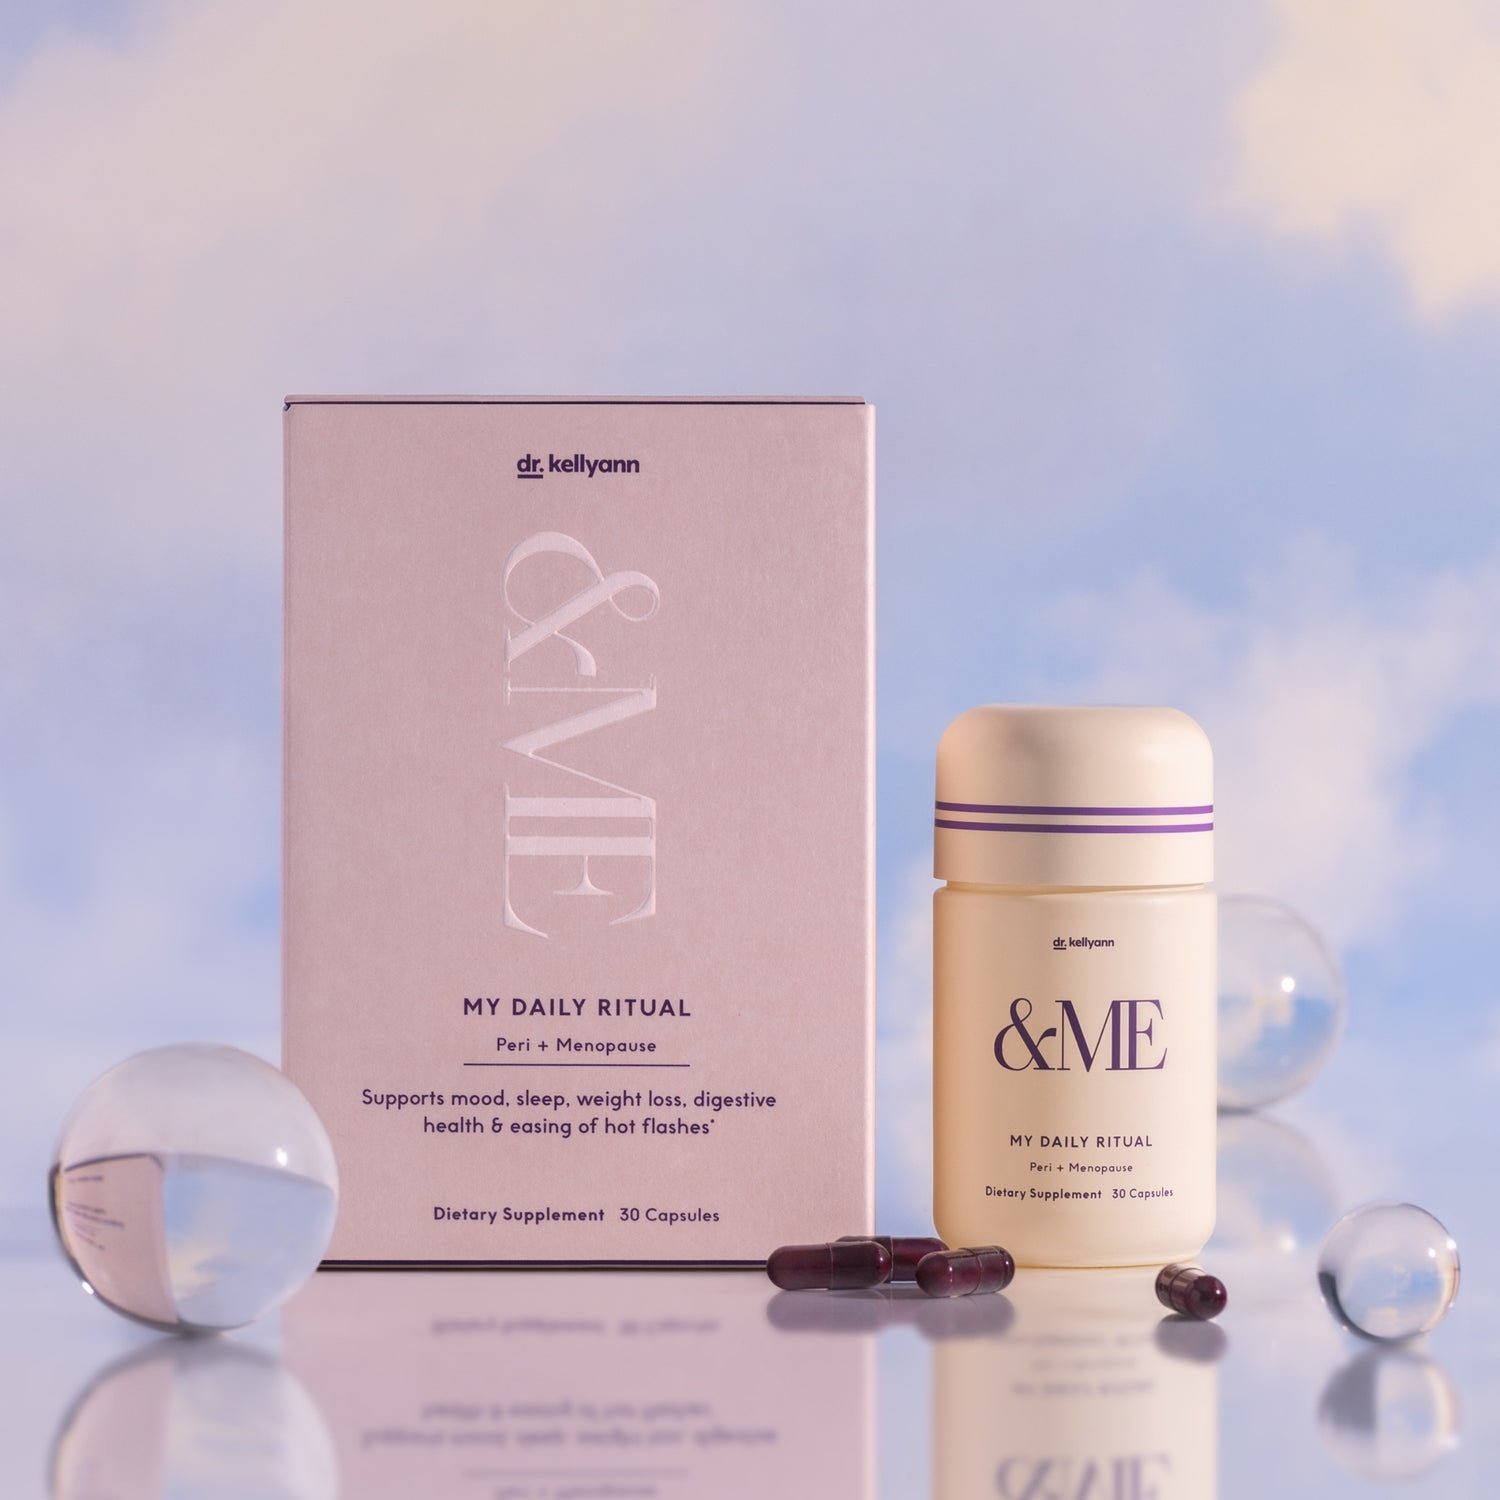 dr. kellyann
&ME
MY DAILY RITUAL
Peri + Menopause
Supports mood, sleep, weight loss, digestive
health & easing of hot flashes*
Dietary Supplement 30 Capsules
dr. kellyann
&ME
MY DAILY RITUAL
Peri + Menopause
Dietary Supplement 30 Capsules